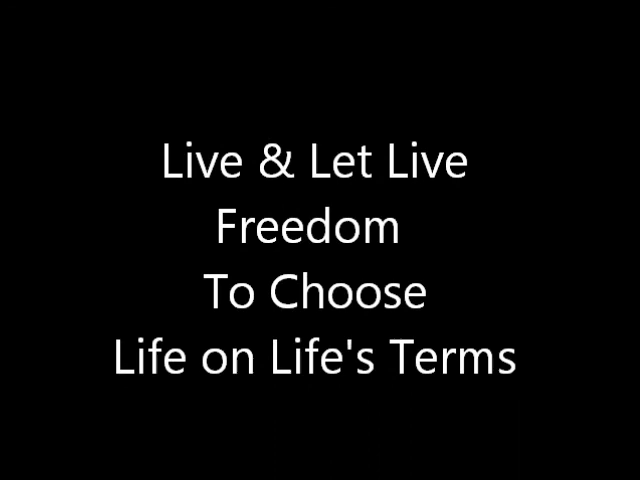 Live & Let Live
Freedom
To Choose
Life on Life's Terms